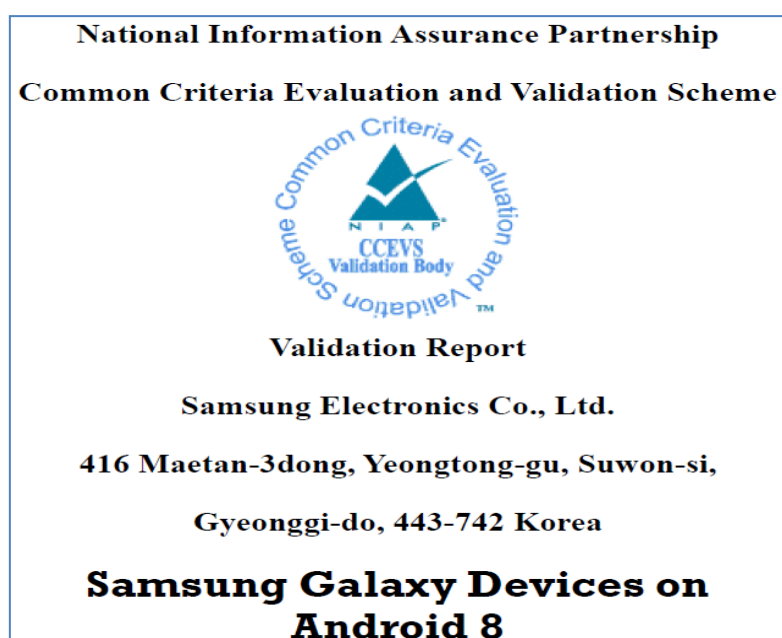 National Information Assurance Partnership
Common Criteria Evaluation and Validation Scheme
Common Criteria Evaluation and Validation Scheme
NIAP®
CCEVS
Validation Body
TM
Validation Report
Samsung Electronics Co., Ltd.
416 Maetan-3dong, Yeongtong-gu, Suwon-si,
Gyeonggi-do, 443-742 Korea
Samsung Galaxy Devices on
Android 8